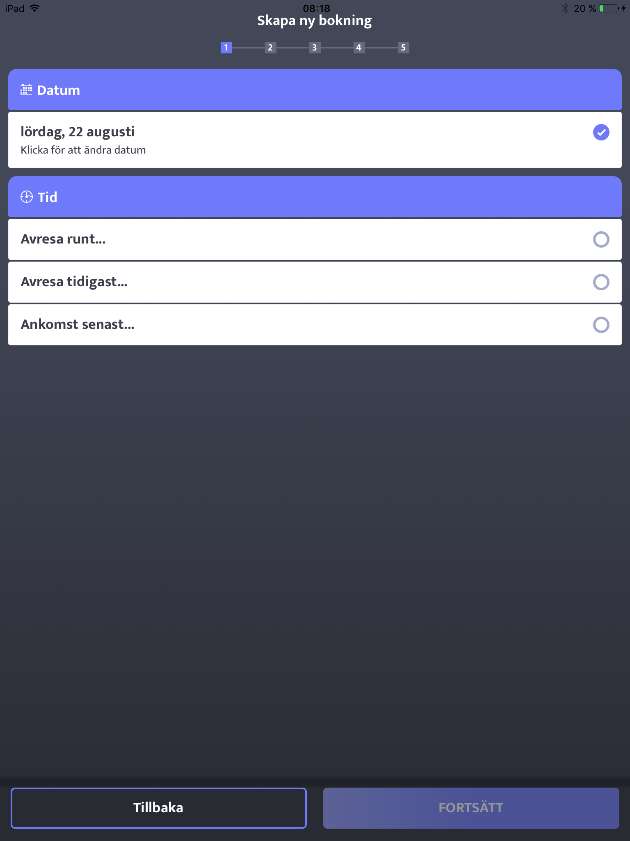 iPad 08:18 20 %
Skapa ny bokning
1 2 3 4 5
Datum
lördag, 22 augusti
Klicka för att ändra datum
Tid
Avresa runt...
Avresa tidigast...
Ankomst senast...
Tillbaka FORTSÄTT